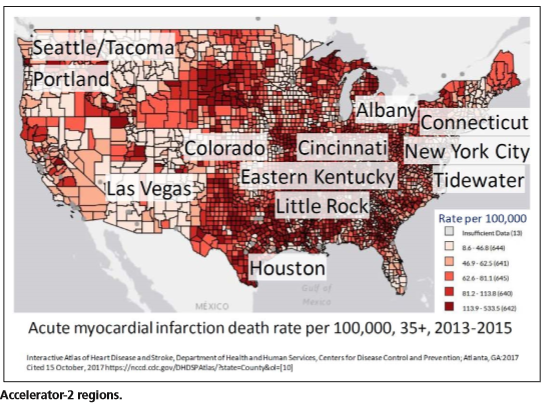 Seattle/Tacoma
Portland
Albany
Connecticut
Colorado
Cincinnati
New York City
Eastern Kentucky
Las Vegas
Tidewater
Little Rock
Houston
Gulf of
Mexico
MÉXICO
Rate per 100,000
Insufficient Data (13)
8.6 - 46.8 (644)
46.9 - 62.5 (641)
62.6 - 81.1 (645)
81.2 - 113.8 (640)
113.9 - 533.5 (642)
Acute myocardial infarction death rate per 100,000, 35+, 2013-2015
Interactive Atlas of Heart Disease and Stroke, Department of Health and Human Services, Centers for Disease Control and Prevention; Atlanta, GA:2017
Cited 15 October, 2017 https://nccd.cdc.gov/DHDSPAtlas/?state=County&ol=[10]
Accelerator-2 regions.